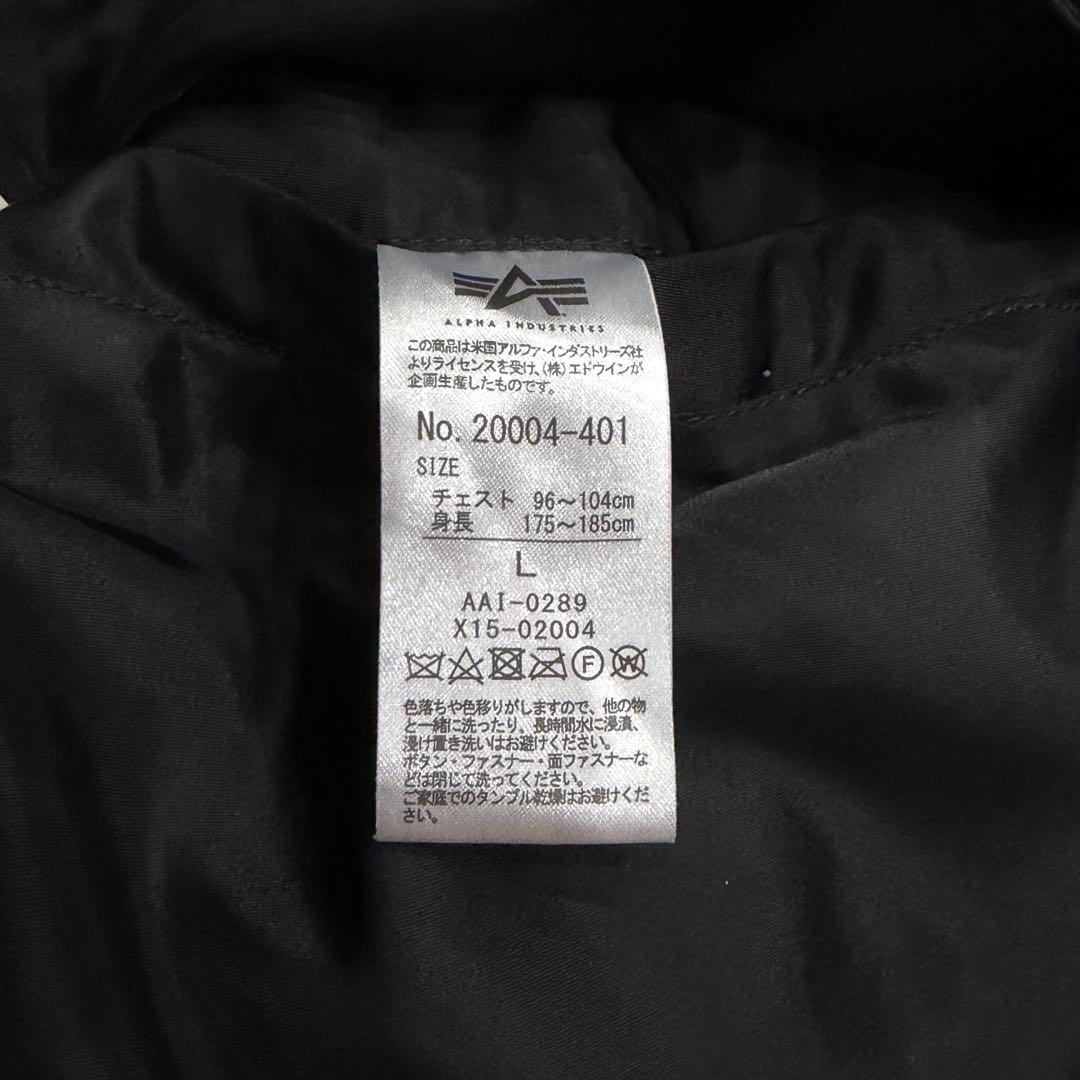 ALPHA INDUSTRIES
この商品は米国アルファ・インダストリーズ社
よりライセンスを受け、(株)エドウインが
企画生産したものです。
No. 20004-401
SIZE
チェスト 96～104cm
身長 175～185cm
L
AAI-0289
X15-02004
F W
色落ちや色移りがしますので、他の物
と一緒に洗ったり、長時間水に浸漬、
浸け置き洗いはお避けください。
ボタン・ファスナー・面ファスナーな
どは閉じて洗ってください。
ご家庭でのタンブル乾燥はお避けくだ
さい。